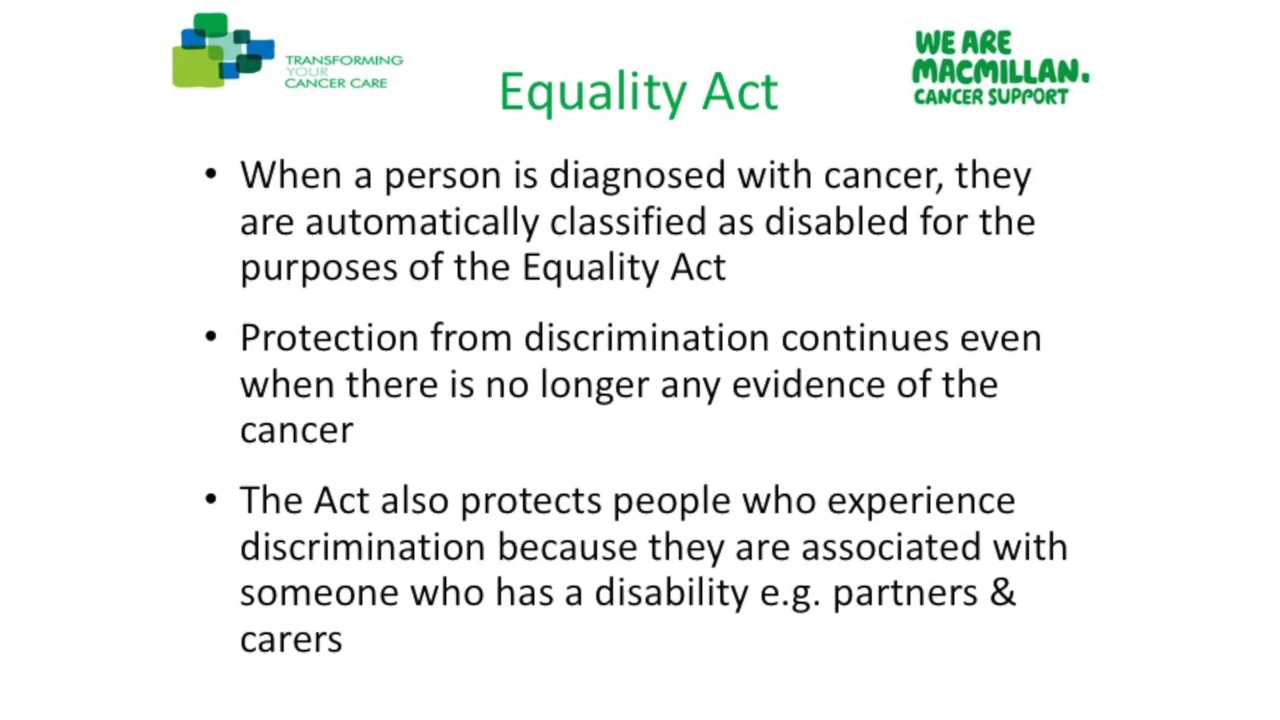 TRANSFORMING
YOUR
CANCER CARE
WE ARE
MACMILLAN.
CANCER SUPPORT
Equality Act
• When a person is diagnosed with cancer, they
are automatically classified as disabled for the
purposes of the Equality Act
• Protection from discrimination continues even
when there is no longer any evidence of the
cancer
• The Act also protects people who experience
discrimination because they are associated with
someone who has a disability e.g. partners &
carers